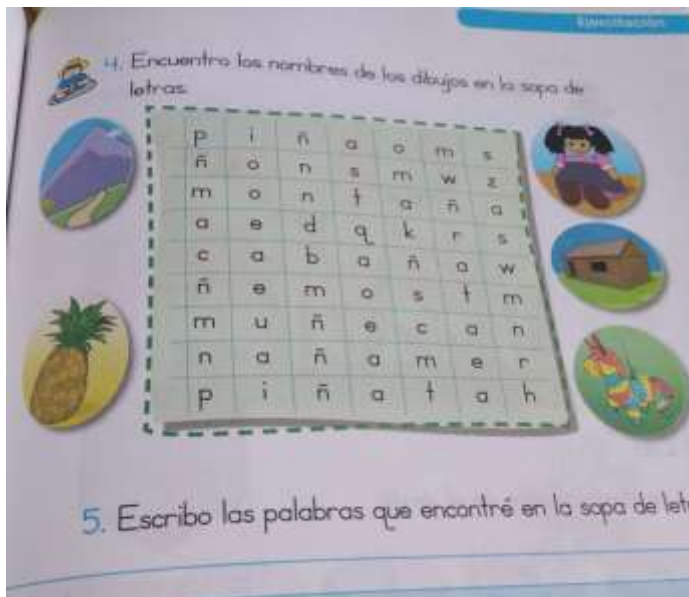 4. Encuentro los nombres de los dibujos en la sopa de
letras.
p i ñ a o m s
ñ o n s m w z
m o n t a ñ a
a e d q k r s
c a b a ñ a w
ñ e m o s t m
m u ñ e c a n
n a ñ a m e r
p i ñ a t a h
5. Escribo las palabras que encontré en la sopa de